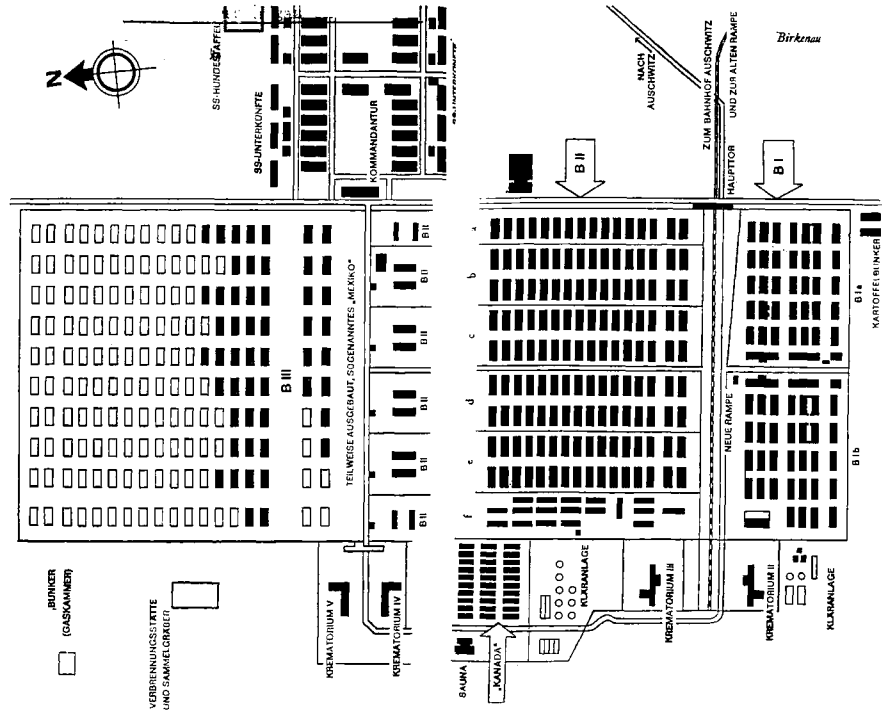 N
SS-HUNDESTAFFEL
SS-UNTERKÜNFTE
KOMMANDANTUR
B III
TEILWEISE AUSGEBAUT, SOGENANNTES „MEXIKO“
B II
B II
B II
B II
B II
B II
„BUNKER
(GASKAMMER)
VERBRENNUNGSSTÄTTE
UND SAMMELGRÄBER
KREMATORIUM V
KREMATORIUM IV
Birkenau
NACH
AUSCHWITZ
ZUM BAHNHOF AUSCHWITZ
UND ZUR ALTEN RAMPE
B II
HAUPTTOR
B I
a
b
c
d
e
f
B Ia
KARTOFFELBUNKER
NEUE RAMPE
B Ib
KLÄRANLAGE
KREMATORIUM III
KREMATORIUM II
KLÄRANLAGE
SAUNA
„KANADA“